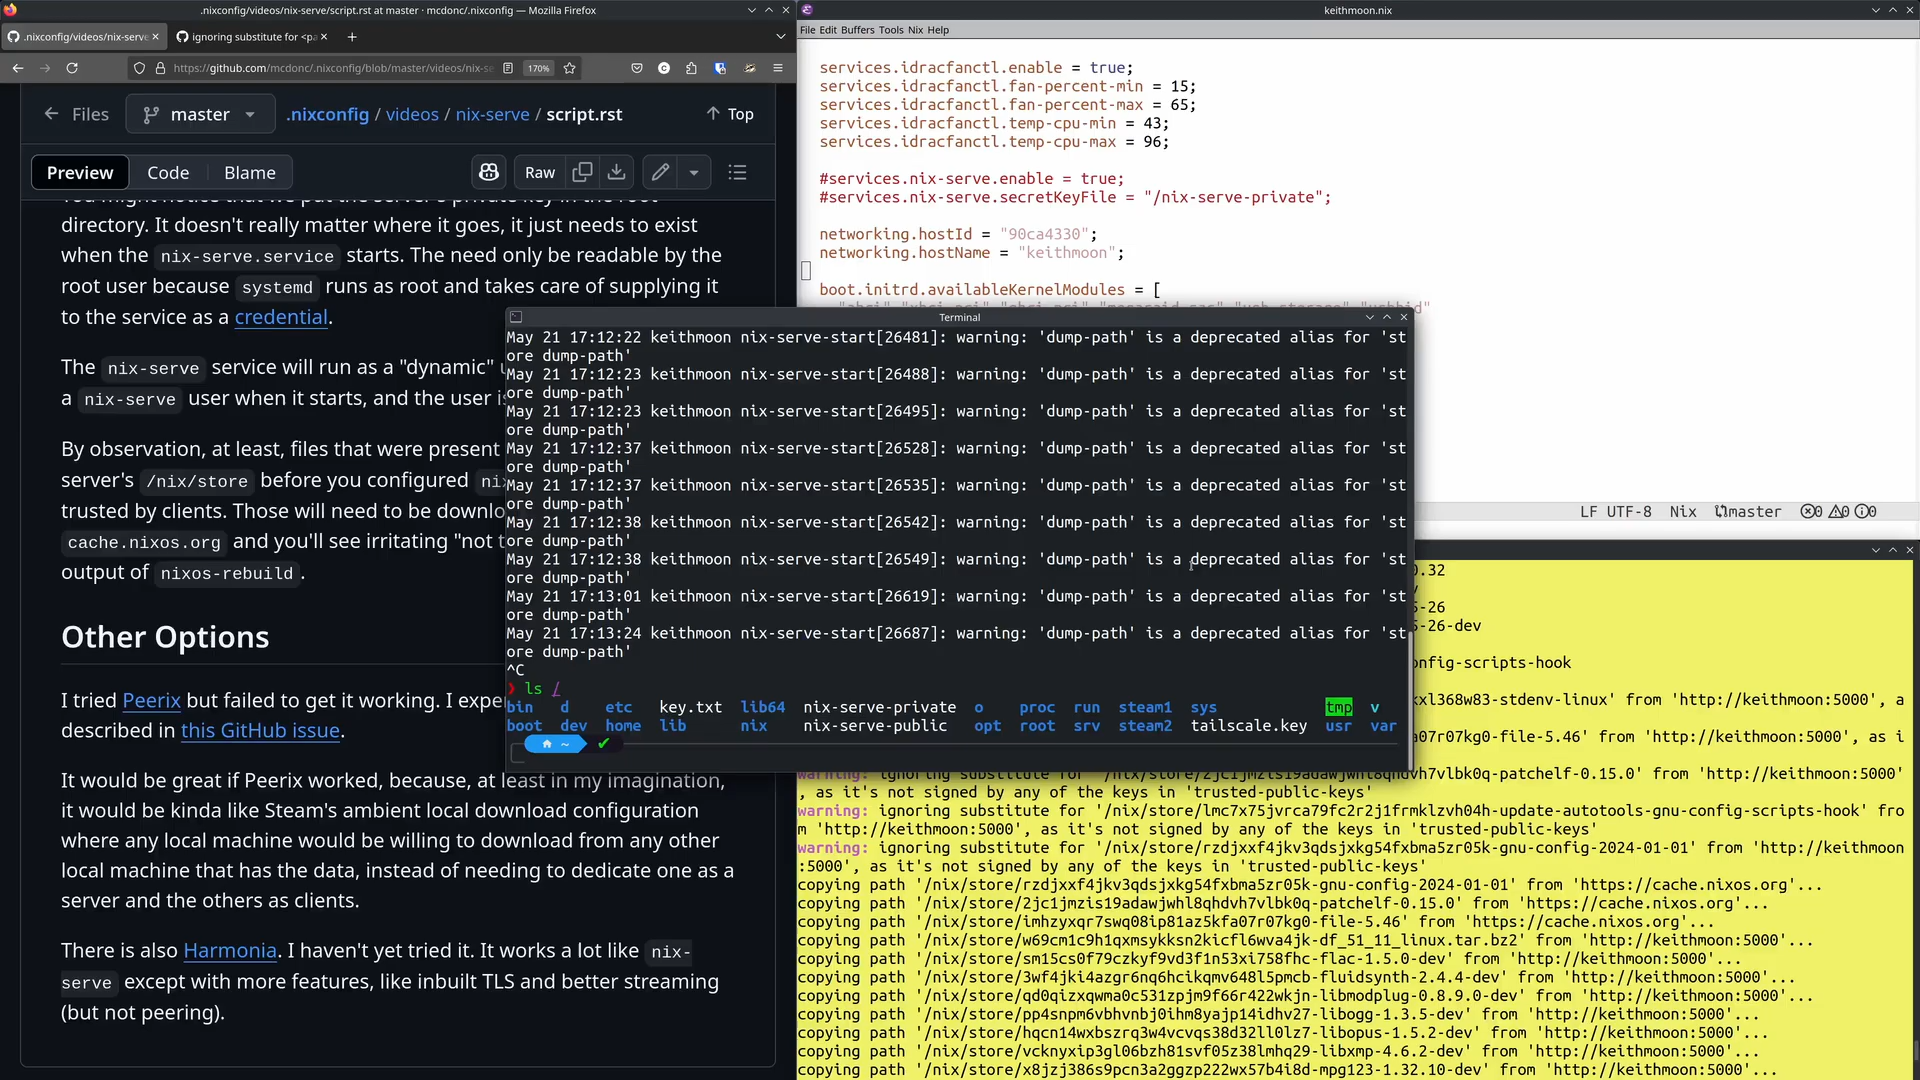 .nixconfig/videos/nix-serve/script.rst at master · mcdonc/.nixconfig — Mozilla Firefox
.nixconfig/videos/nix-serve
ignoring substitute for <pa
https://github.com/mcdonc/.nixconfig/blob/master/videos/nix-se
170%
Files
master
.nixconfig / videos / nix-serve / script.rst
Top
Preview
Code
Blame
Raw
You might notice that we put the server's private key in the root
directory. It doesn't really matter where it goes, it just needs to exist
when the nix-serve.service starts. The need only be readable by the
root user because systemd runs as root and takes care of supplying it
to the service as a credential.
The nix-serve service will run as a "dynamic" u
a nix-serve user when it starts, and the user is
By observation, at least, files that were present
server's /nix/store before you configured nix
trusted by clients. Those will need to be downlo
cache.nixos.org and you'll see irritating "not t
output of nixos-rebuild.
Other Options
I tried Peerix but failed to get it working. I expe
described in this GitHub issue.
It would be great if Peerix worked, because, at least in my imagination,
it would be kinda like Steam's ambient local download configuration
where any local machine would be willing to download from any other
local machine that has the data, instead of needing to dedicate one as a
server and the others as clients.
There is also Harmonia. I haven't yet tried it. It works a lot like nix-
serve except with more features, like inbuilt TLS and better streaming
(but not peering).
keithmoon.nix
File Edit Buffers Tools Nix Help
services.idracfanctl.enable = true;
services.idracfanctl.fan-percent-min = 15;
services.idracfanctl.fan-percent-max = 65;
services.idracfanctl.temp-cpu-min = 43;
services.idracfanctl.temp-cpu-max = 96;
#services.nix-serve.enable = true;
#services.nix-serve.secretKeyFile = "/nix-serve-private";
networking.hostId = "90ca4330";
networking.hostName = "keithmoon";
boot.initrd.availableKernelModules = [
LF UTF-8 Nix master 0 0 0
Terminal
May 21 17:12:22 keithmoon nix-serve-start[26481]: warning: 'dump-path' is a deprecated alias for 'st
ore dump-path'
May 21 17:12:23 keithmoon nix-serve-start[26488]: warning: 'dump-path' is a deprecated alias for 'st
ore dump-path'
May 21 17:12:23 keithmoon nix-serve-start[26495]: warning: 'dump-path' is a deprecated alias for 'st
ore dump-path'
May 21 17:12:37 keithmoon nix-serve-start[26528]: warning: 'dump-path' is a deprecated alias for 'st
ore dump-path'
May 21 17:12:37 keithmoon nix-serve-start[26535]: warning: 'dump-path' is a deprecated alias for 'st
ore dump-path'
May 21 17:12:38 keithmoon nix-serve-start[26542]: warning: 'dump-path' is a deprecated alias for 'st
ore dump-path'
May 21 17:12:38 keithmoon nix-serve-start[26549]: warning: 'dump-path' is a deprecated alias for 'st
ore dump-path'
May 21 17:13:01 keithmoon nix-serve-start[26619]: warning: 'dump-path' is a deprecated alias for 'st
ore dump-path'
May 21 17:13:24 keithmoon nix-serve-start[26687]: warning: 'dump-path' is a deprecated alias for 'st
ore dump-path'
^C
❯ ls /
bin d etc key.txt lib64 nix-serve-private o proc run steam1 sys tmp v
boot dev home lib nix nix-serve-public opt root srv steam2 tailscale.key usr var
~ ✔
0.32
5-26
5-26-dev
onfig-scripts-hook
kxl368w83-stdenv-linux' from 'http://keithmoon:5000', a
a07r07kg0-file-5.46' from 'http://keithmoon:5000', as i
warning: ignoring substitute for '/nix/store/2jc1jmzis19adawjwhl8qhdvh7vlbk0q-patchelf-0.15.0' from 'http://keithmoon:5000'
, as it's not signed by any of the keys in 'trusted-public-keys'
warning: ignoring substitute for '/nix/store/lmc7x75jvrca79fc2r2j1frmklzvh04h-update-autotools-gnu-config-scripts-hook' fro
m 'http://keithmoon:5000', as it's not signed by any of the keys in 'trusted-public-keys'
warning: ignoring substitute for '/nix/store/rzdjxxf4jkv3qdsjxkg54fxbma5zr05k-gnu-config-2024-01-01' from 'http://keithmoon
:5000', as it's not signed by any of the keys in 'trusted-public-keys'
copying path '/nix/store/rzdjxxf4jkv3qdsjxkg54fxbma5zr05k-gnu-config-2024-01-01' from 'https://cache.nixos.org'...
copying path '/nix/store/2jc1jmzis19adawjwhl8qhdvh7vlbk0q-patchelf-0.15.0' from 'https://cache.nixos.org'...
copying path '/nix/store/imhzyxqr7swq08ip81az5kfa07r07kg0-file-5.46' from 'https://cache.nixos.org'...
copying path '/nix/store/w69cm1c9h1qxmsykksn2kicfl6wva4jk-df_51_11_linux.tar.bz2' from 'http://keithmoon:5000'...
copying path '/nix/store/sm15cs0f79czkyf9vd3f1n53xi758fhc-flac-1.5.0-dev' from 'http://keithmoon:5000'...
copying path '/nix/store/3wf4jki4azgr6nq6hcikqmv648l5pmcb-fluidsynth-2.4.4-dev' from 'http://keithmoon:5000'...
copying path '/nix/store/qd0qizxqwma0c531zpjm9f66r422wkjn-libmodplug-0.8.9.0-dev' from 'http://keithmoon:5000'...
copying path '/nix/store/pp4snpm6vbhvnbj0ihm8yajp14idhv27-libogg-1.3.5-dev' from 'http://keithmoon:5000'...
copying path '/nix/store/hqcn14wxbszrq3w4vcvqs38d32ll0lz7-libopus-1.5.2-dev' from 'http://keithmoon:5000'...
copying path '/nix/store/vcknyxip3gl06bzh81svf05z38lmhq29-libxmp-4.6.2-dev' from 'http://keithmoon:5000'...
copying path '/nix/store/x8jzj386s9pcn3a2ggzp222wx57b4i8d-mpg123-1.32.10-dev' from 'http://keithmoon:5000'...